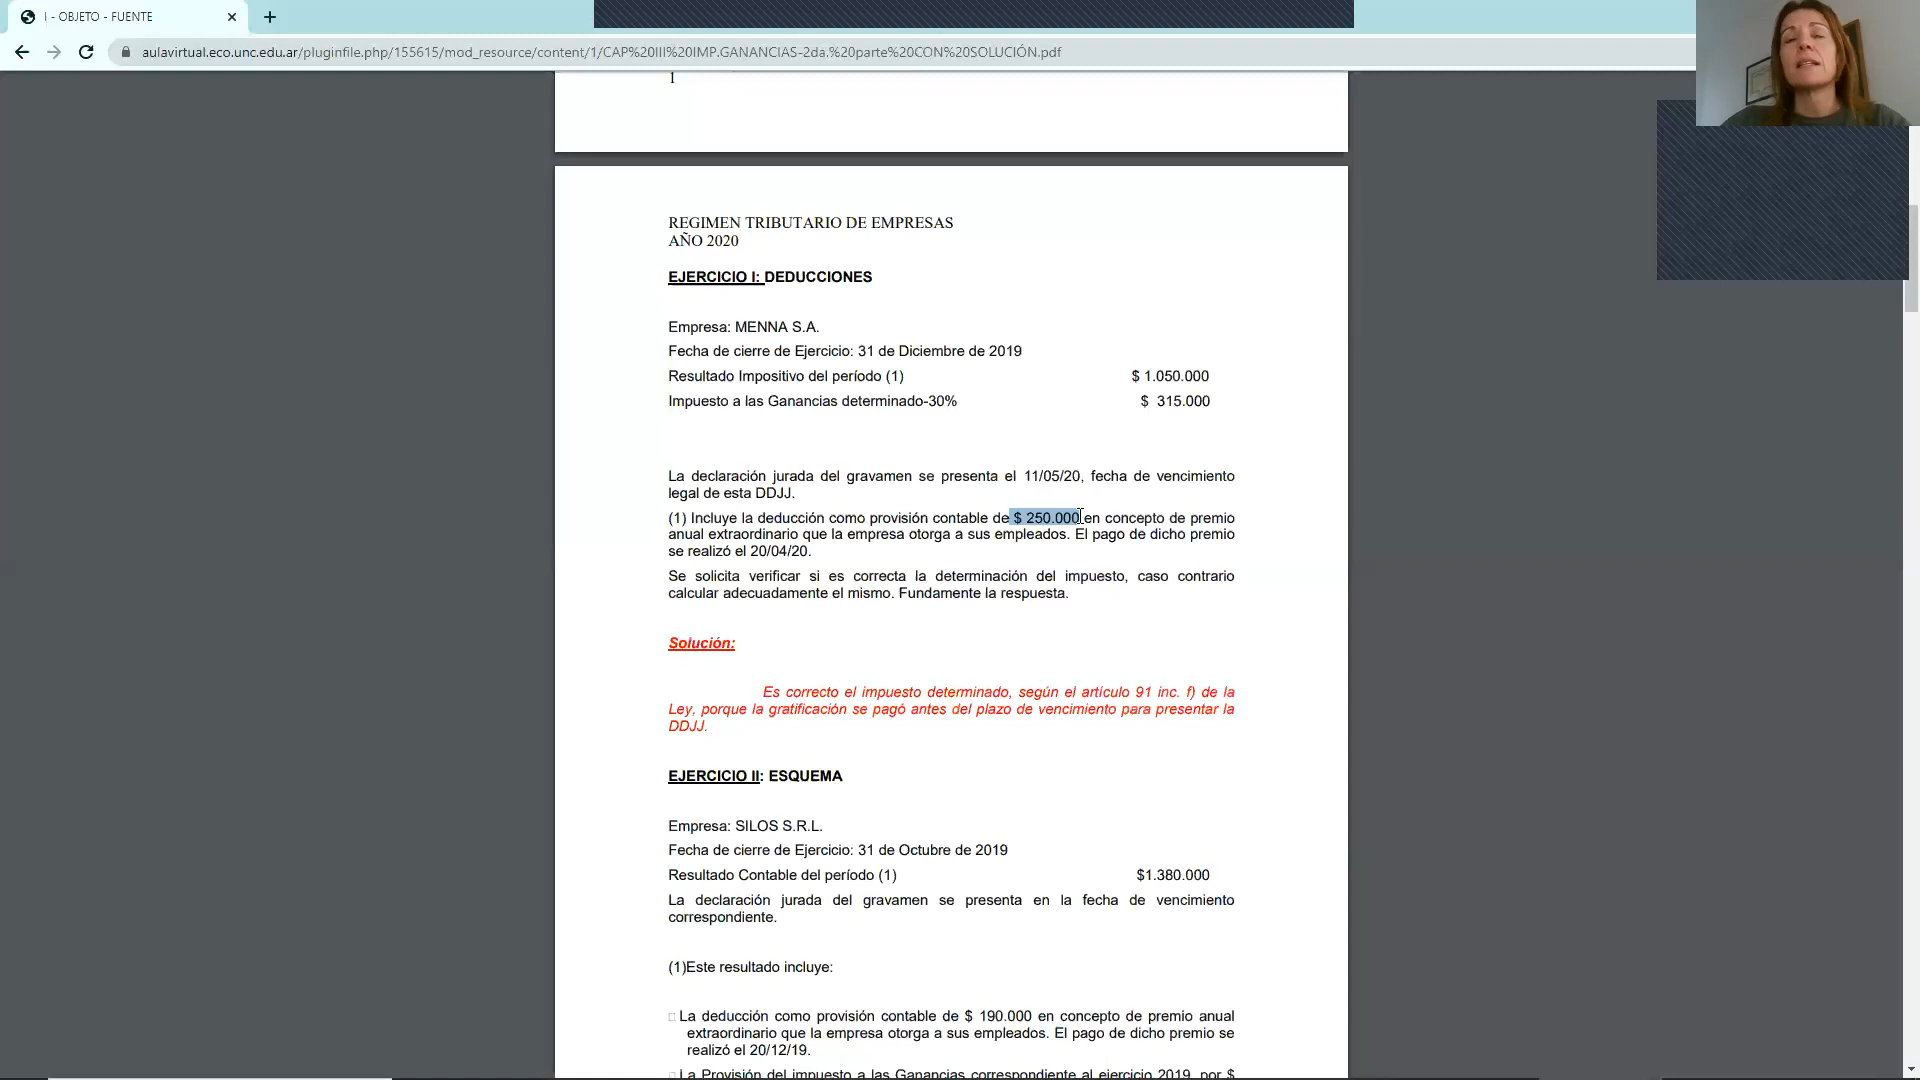 I - OBJETO - FUENTE
aulavirtual.eco.unc.edu.ar/pluginfile.php/155615/mod_resource/content/1/CAP%20III%20IMP.GANANCIAS-2da.%20parte%20CON%20SOLUCIÓN.pdf
1
REGIMEN TRIBUTARIO DE EMPRESAS
AÑO 2020
EJERCICIO I: DEDUCCIONES
Empresa: MENNA S.A.
Fecha de cierre de Ejercicio: 31 de Diciembre de 2019
Resultado Impositivo del período (1) $ 1.050.000
Impuesto a las Ganancias determinado-30% $ 315.000
La declaración jurada del gravamen se presenta el 11/05/20, fecha de vencimiento
legal de esta DDJJ.
(1) Incluye la deducción como provisión contable de $ 250.000 en concepto de premio
anual extraordinario que la empresa otorga a sus empleados. El pago de dicho premio
se realizó el 20/04/20.
Se solicita verificar si es correcta la determinación del impuesto, caso contrario
calcular adecuadamente el mismo. Fundamente la respuesta.
Solución:
Es correcto el impuesto determinado, según el artículo 91 inc. f) de la
Ley, porque la gratificación se pagó antes del plazo de vencimiento para presentar la
DDJJ.
EJERCICIO II: ESQUEMA
Empresa: SILOS S.R.L.
Fecha de cierre de Ejercicio: 31 de Octubre de 2019
Resultado Contable del período (1) $1.380.000
La declaración jurada del gravamen se presenta en la fecha de vencimiento
correspondiente.
(1)Este resultado incluye:
La deducción como provisión contable de $ 190.000 en concepto de premio anual
extraordinario que la empresa otorga a sus empleados. El pago de dicho premio se
realizó el 20/12/19.
La Provisión del impuesto a las Ganancias correspondiente al ejercicio 2019, por $